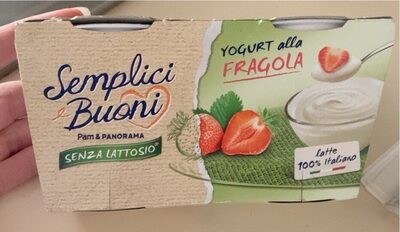 Semplici
e Buoni
Pam & PANORAMA
SENZA LATTOSIO*
YOGURT alla
FRAGOLA
latte
100% Italiano